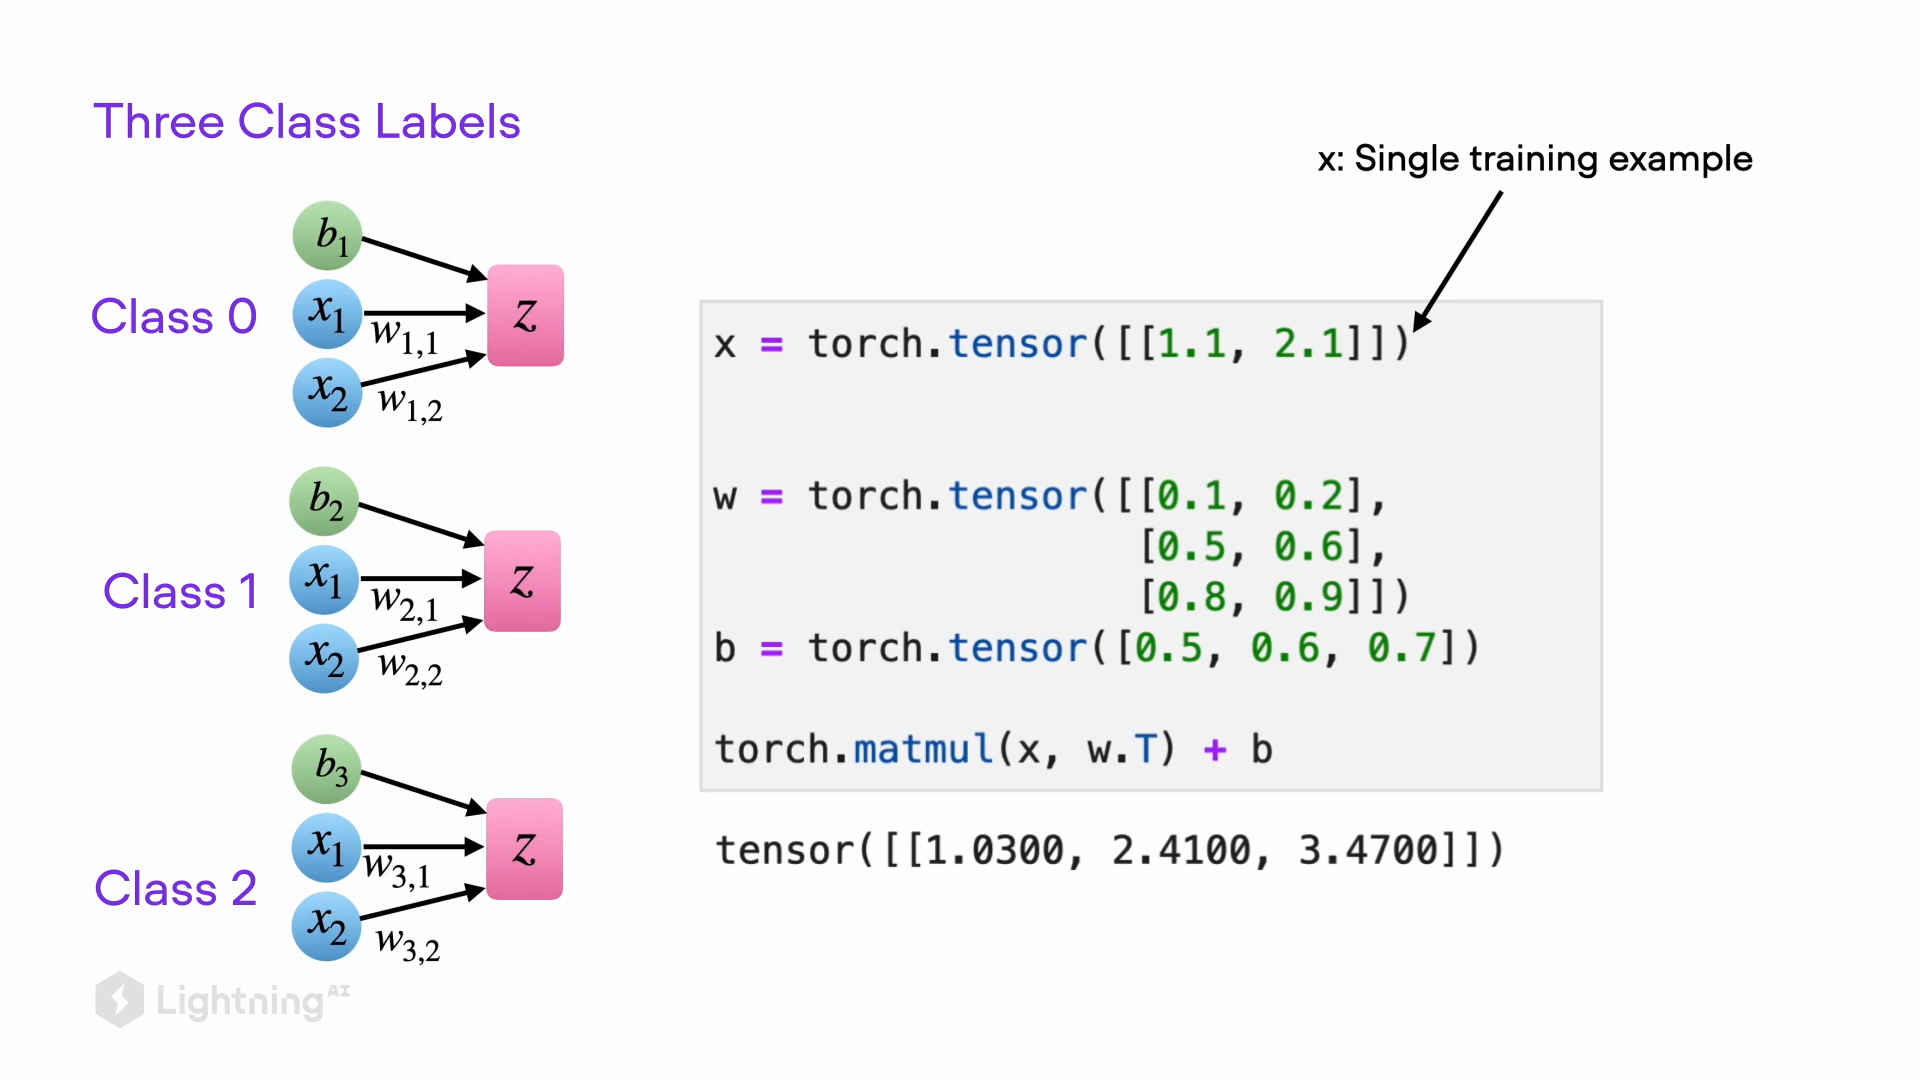 Three Class Labels
x: Single training example
Class 0
b₁
x₁
w₁,₁
x₂
w₁,₂
z
Class 1
b₂
x₁
w₂,₁
x₂
w₂,₂
z
Class 2
b₃
x₁
w₃,₁
x₂
w₃,₂
z
x = torch.tensor([[1.1, 2.1]])
w = torch.tensor([[0.1, 0.2],
[0.5, 0.6],
[0.8, 0.9]])
b = torch.tensor([0.5, 0.6, 0.7])
torch.matmul(x, w.T) + b
tensor([[1.0300, 2.4100, 3.4700]])
Lightning AI